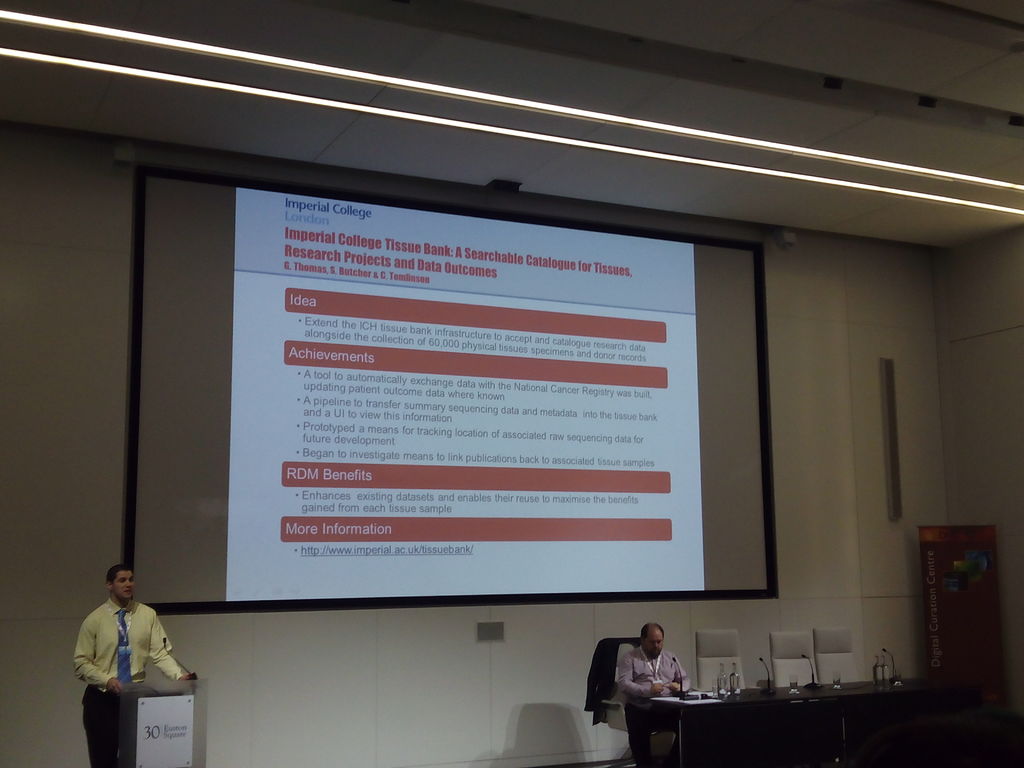 Imperial College
London
Imperial College Tissue Bank: A Searchable Catalogue for Tissues,
Research Projects and Data Outcomes
G. Thomas, S. Butcher & C. Tomlinson
Idea
• Extend the ICH tissue bank infrastructure to accept and catalogue research data
alongside the collection of 60,000 physical tissues specimens and donor records
Achievements
• A tool to automatically exchange data with the National Cancer Registry was built,
updating patient outcome data where known
• A pipeline to transfer summary sequencing data and metadata into the tissue bank
and a UI to view this information
• Prototyped a means for tracking location of associated raw sequencing data for
future development
• Began to investigate means to link publications back to associated tissue samples
RDM Benefits
• Enhances existing datasets and enables their reuse to maximise the benefits
gained from each tissue sample
More Information
• http://www.imperial.ac.uk/tissuebank/
30 Euston
Square
Digital Curation Centre